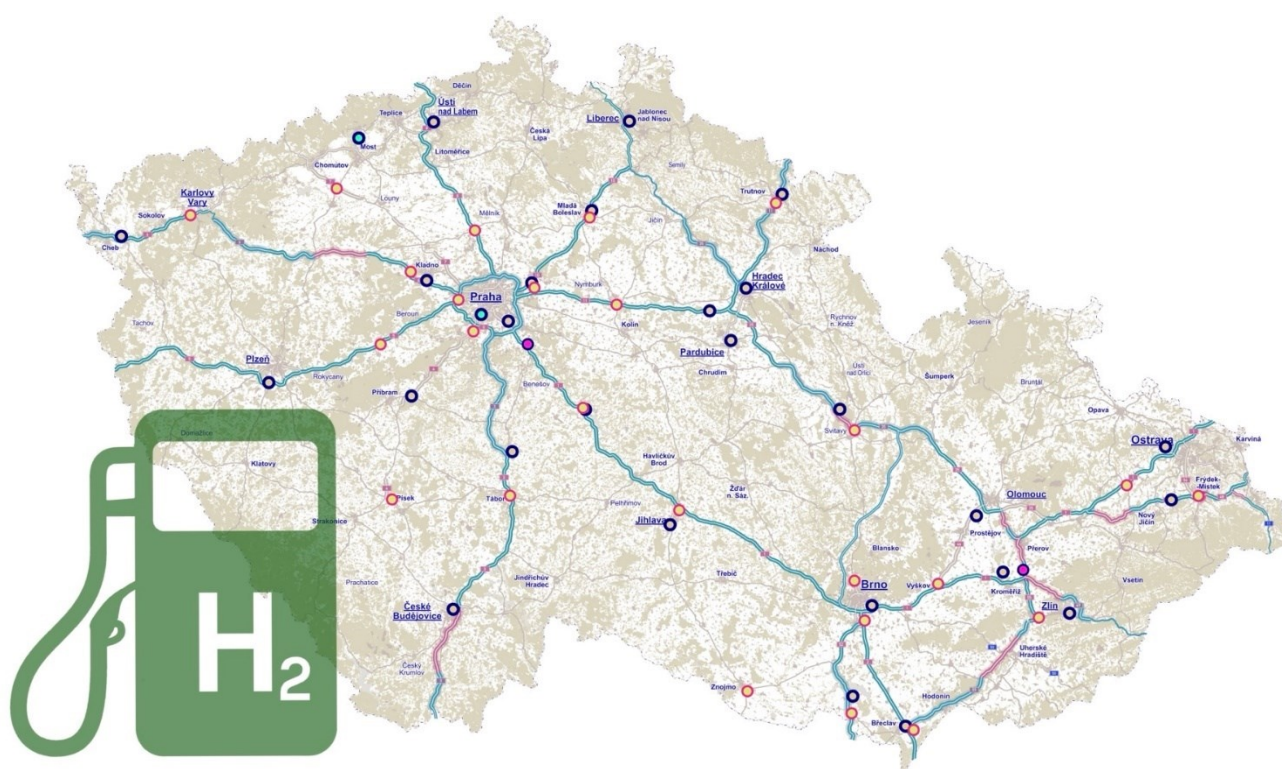 Děčín
Ústí
nad Labem
Teplice
Jablonec
nad Nisou
Liberec
Most
Česká
Lípa
Litoměřice
Chomutov
Semily
Trutnov
Karlovy
Vary
Louny
Mladá
Boleslav
Sokolov
Mělník
Jičín
Cheb
Náchod
Kladno
Hradec
Králové
Nymburk
Praha
Beroun
Kolín
Rychnov
n. Kněž
Jeseník
Tachov
Pardubice
Plzeň
Chrudim
Rokycany
Ústí
nad Orlicí
Šumperk
Benešov
Bruntál
Příbram
Opava
Svitavy
Domažlice
Ostrava
Karviná
Klatovy
Havlíčkův
Brod
Žďár
n. Sáz.
Frýdek-
Místek
Písek
Tábor
Pelhřimov
Olomouc
Nový
Jičín
Strakonice
Jihlava
Prostějov
Přerov
Blansko
Prachatice
Jindřichův
Hradec
Třebíč
Brno
Vyškov
Vsetín
Kroměříž
České
Budějovice
Zlín
Uherské
Hradiště
Český
Krumlov
Znojmo
Hodonín
Břeclav
H2